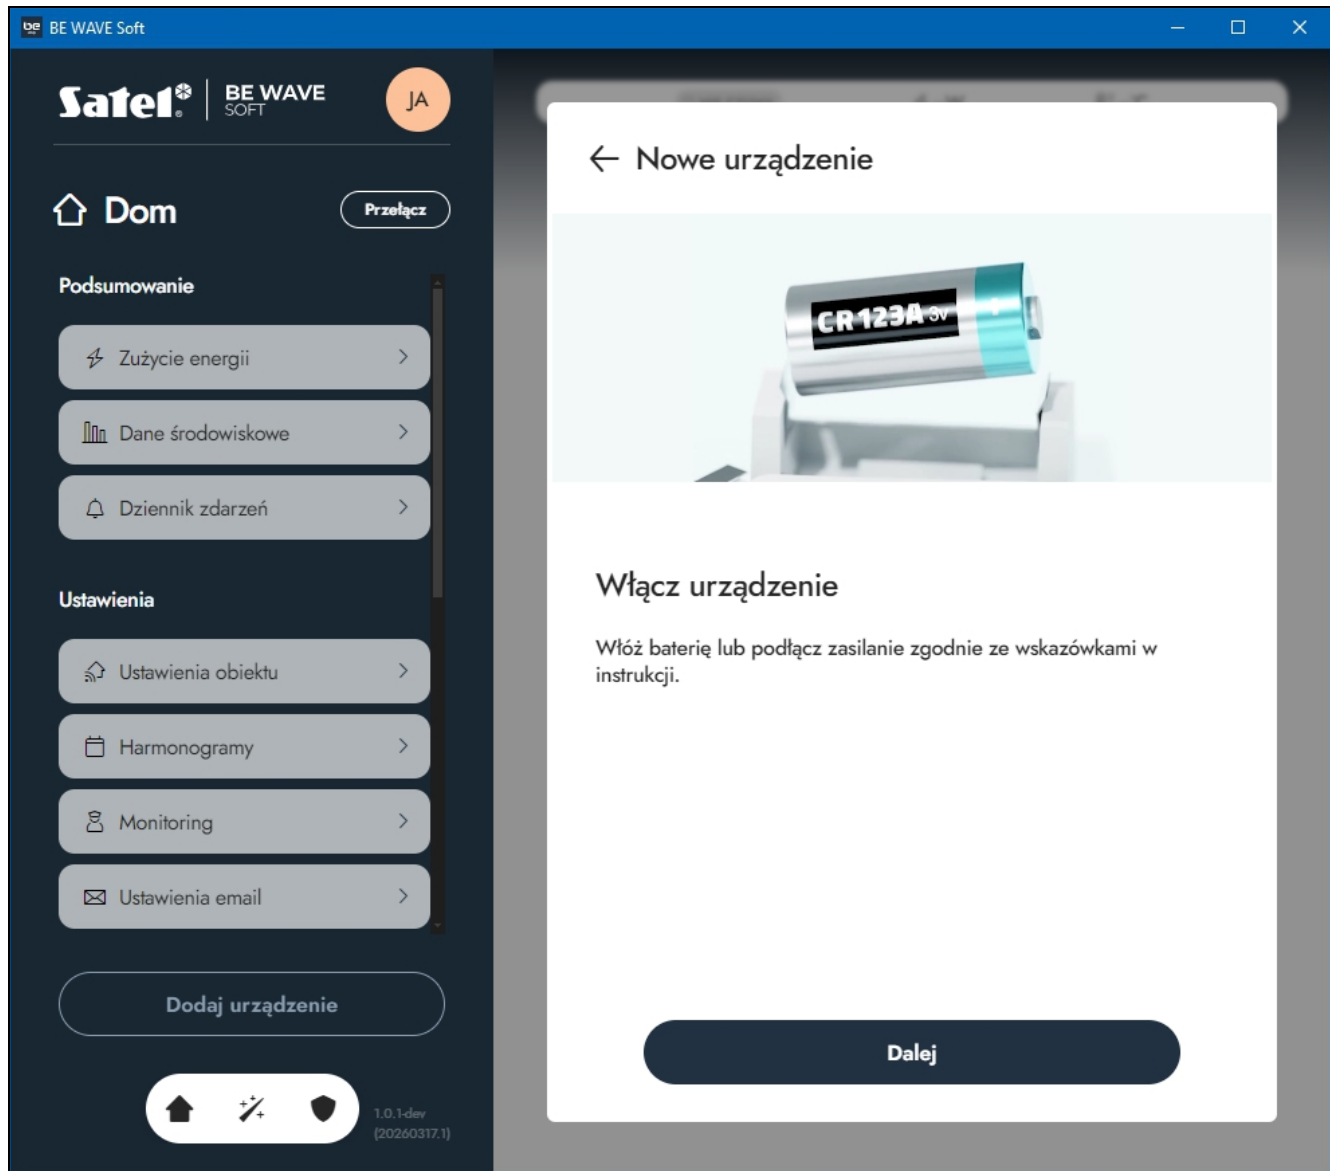 BE WAVE Soft
Satel®
BE WAVE
SOFT
JA
Dom
Przełącz
Podsumowanie
Zużycie energii
Dane środowiskowe
Dziennik zdarzeń
Ustawienia
Ustawienia obiektu
Harmonogramy
Monitoring
Ustawienia email
Dodaj urządzenie
1.0.1-dev
(20260317.1)
Nowe urządzenie
CR123A 3v
Włącz urządzenie
Włóż baterię lub podłącz zasilanie zgodnie ze wskazówkami w
instrukcji.
Dalej